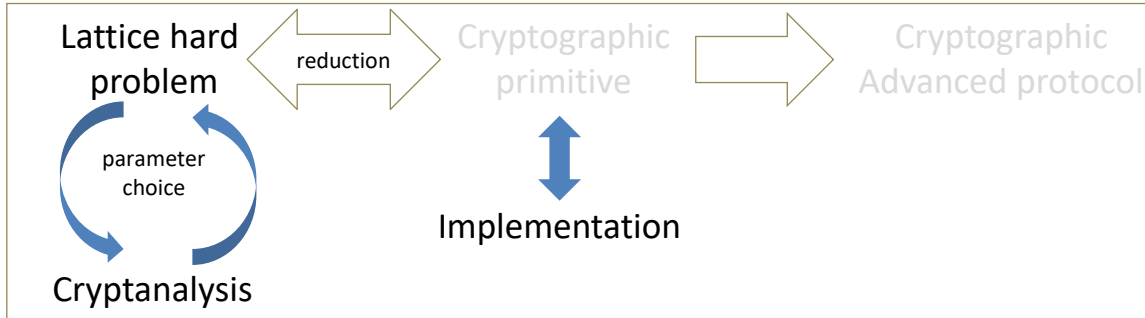 Lattice hard
problem
reduction
Cryptographic
primitive
Cryptographic
Advanced protocol
parameter
choice
Implementation
Cryptanalysis